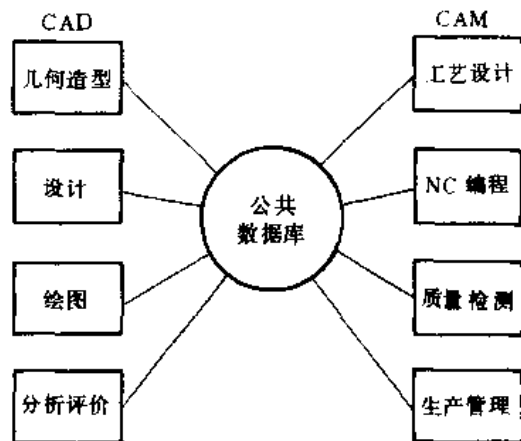 CAD
CAM
几何造型
工艺设计
设计
NC 编程
公共
数据库
绘图
质量检测
分析评价
生产管理